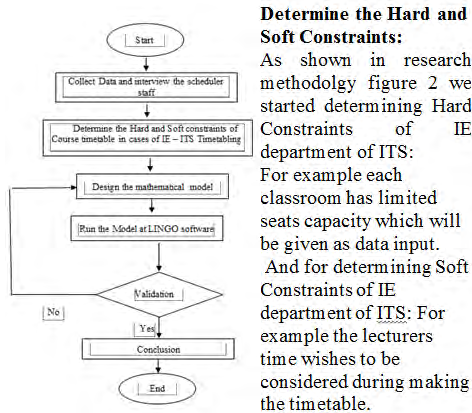 Start
Collect Data and interview the scheduler
staff
Determine the Hard and Soft constraints of
Course timetable in cases of IE – ITS Timetabling
Design the mathematical model
Run the Model at LINGO software
Validation
No
Yes
Conclusion
End
Determine the Hard and
Soft Constraints:
As shown in research
methodolgy figure 2 we
started determining Hard
Constraints of IE
department of ITS:
For example each
classroom has limited
seats capacity which will
be given as data input.
And for determining Soft
Constraints of IE
department of ITS: For
example the lecturers
time wishes to be
considered during making
the timetable.